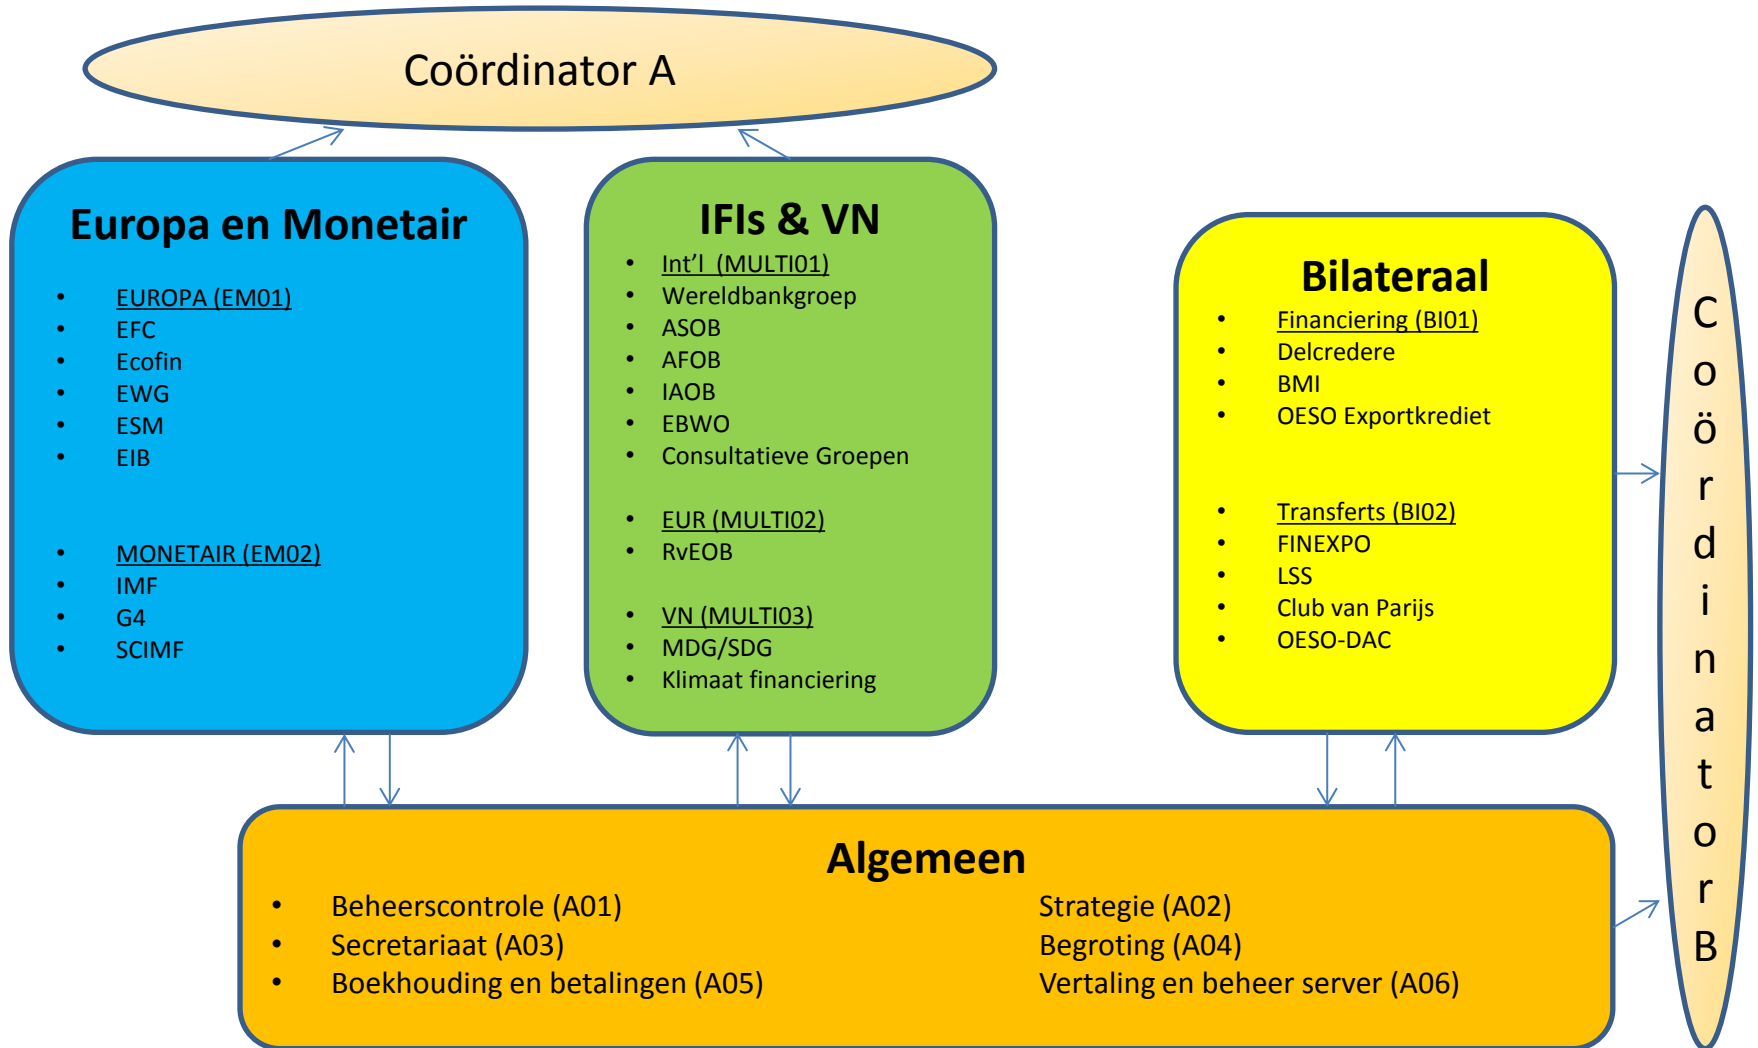 Coördinator A
Europa en Monetair
• EUROPA (EM01)
• EFC
• Ecofin
• EWG
• ESM
• EIB
• MONETAIR (EM02)
• IMF
• G4
• SCIMF
IFIs & VN
• Int'l (MULTI01)
• Wereldbankgroep
• ASOB
• AFOB
• IAOB
• EBWO
• Consultatieve Groepen
• EUR (MULTI02)
• RvEOB
• VN (MULTI03)
• MDG/SDG
• Klimaat financiering
Bilateraal
• Financiering (BI01)
• Delcredere
• BMI
• OESO Exportkrediet
• Transferts (BI02)
• FINEXPO
• LSS
• Club van Parijs
• OESO-DAC
Coördinator B
Algemeen
• Beheerscontrole (A01) Strategie (A02)
• Secretariaat (A03) Begroting (A04)
• Boekhouding en betalingen (A05) Vertaling en beheer server (A06)